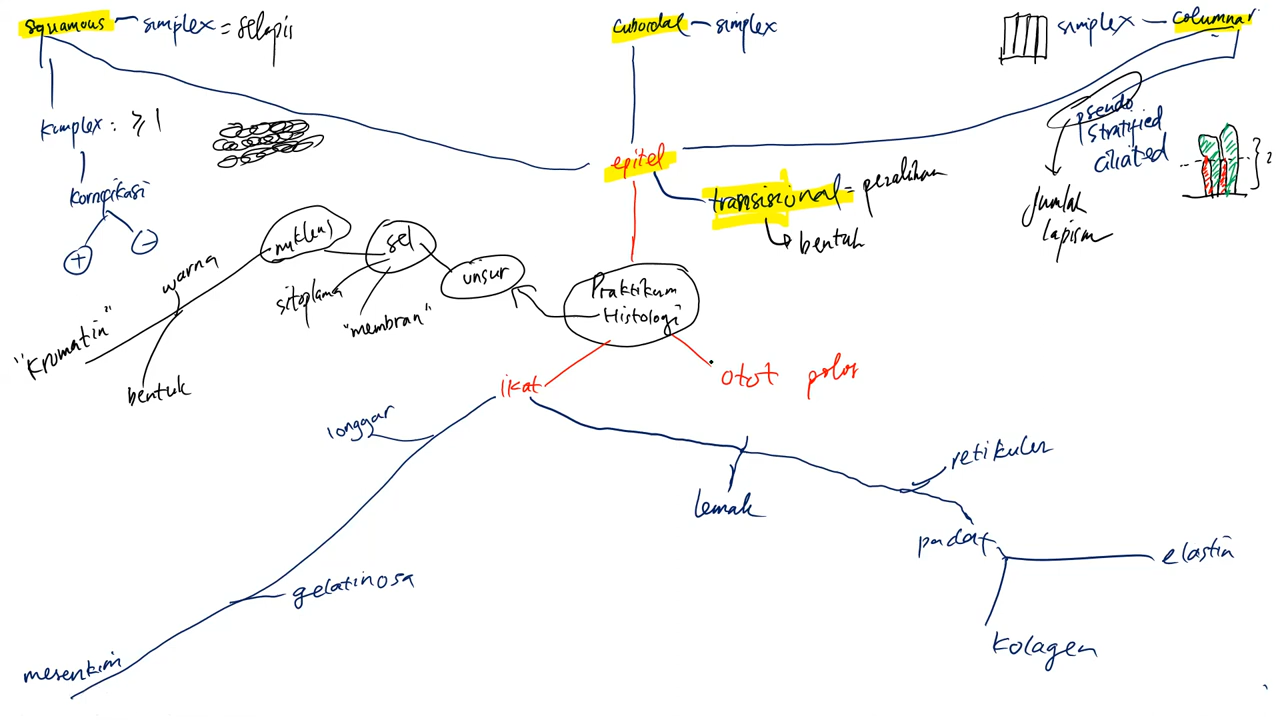 squamous – simplex = selapis
cuboidal – simplex
simplex – columnar
komplex : ≥ 1
kornifikasi
+
-
epitel
transisional = peralihan
bentuk
pseudo
stratified
ciliated
Jumlah
lapisan
nukleus
sel
unsur
Praktikum
Histologi
warna
sitoplama
"membran"
"Kromatin"
bentuk
ikat
otot polos
longgar
retikuler
lemak
padat
elastin
gelatinosa
kolagen
mesenkim